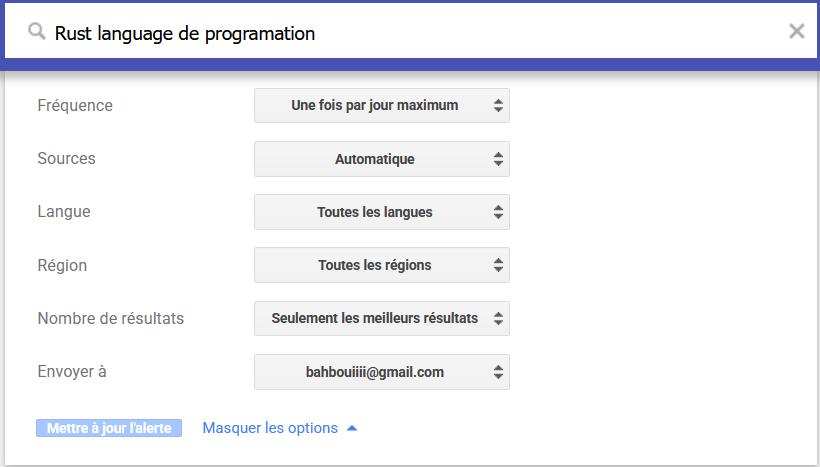 Rust language de programation
Fréquence Une fois par jour maximum
Sources Automatique
Langue Toutes les langues
Région Toutes les régions
Nombre de résultats Seulement les meilleurs résultats
Envoyer à bahbouiiii@gmail.com
Mettre à jour l'alerte Masquer les options